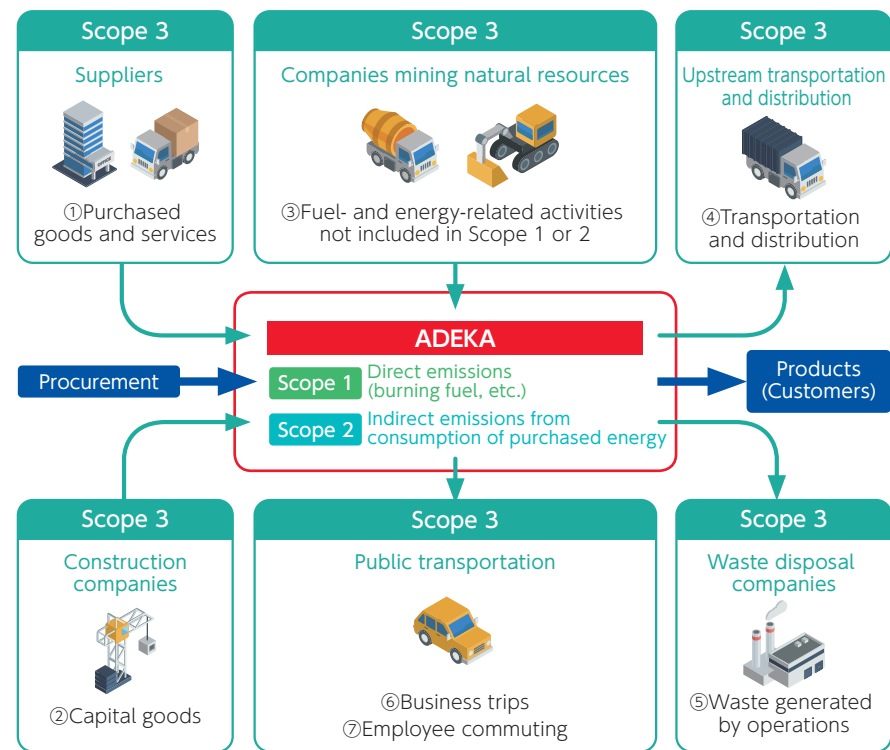 Scope 3
Suppliers
OFFICE
①Purchased
goods and services
Scope 3
Companies mining natural resources
③Fuel- and energy-related activities
not included in Scope 1 or 2
Scope 3
Upstream transportation
and distribution
④Transportation
and distribution
Procurement
ADEKA
Scope 1
Direct emissions
(burning fuel, etc.)
Scope 2
Indirect emissions from
consumption of purchased energy
Products
(Customers)
Scope 3
Construction
companies
②Capital goods
Scope 3
Public transportation
⑥Business trips
⑦Employee commuting
Scope 3
Waste disposal
companies
⑤Waste generated
by operations